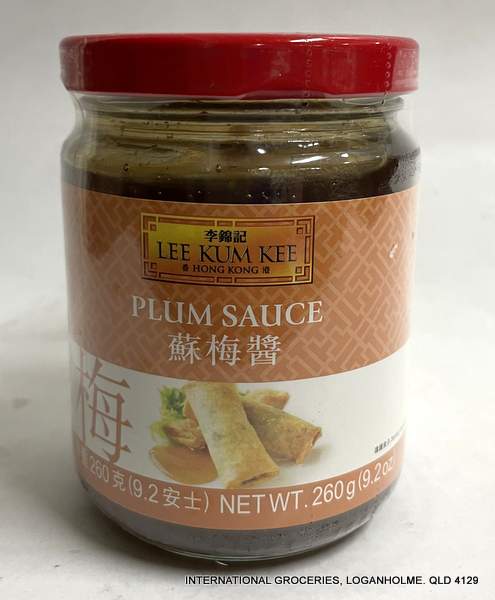 李錦記
LEE KUM KEE
香 HONG KONG 港
PLUM SAUCE
蘇梅醬
梅
260克(9.2安士) NET WT. 260g (9.2oz)
INTERNATIONAL GROCERIES, LOGANHOLME. QLD 4129